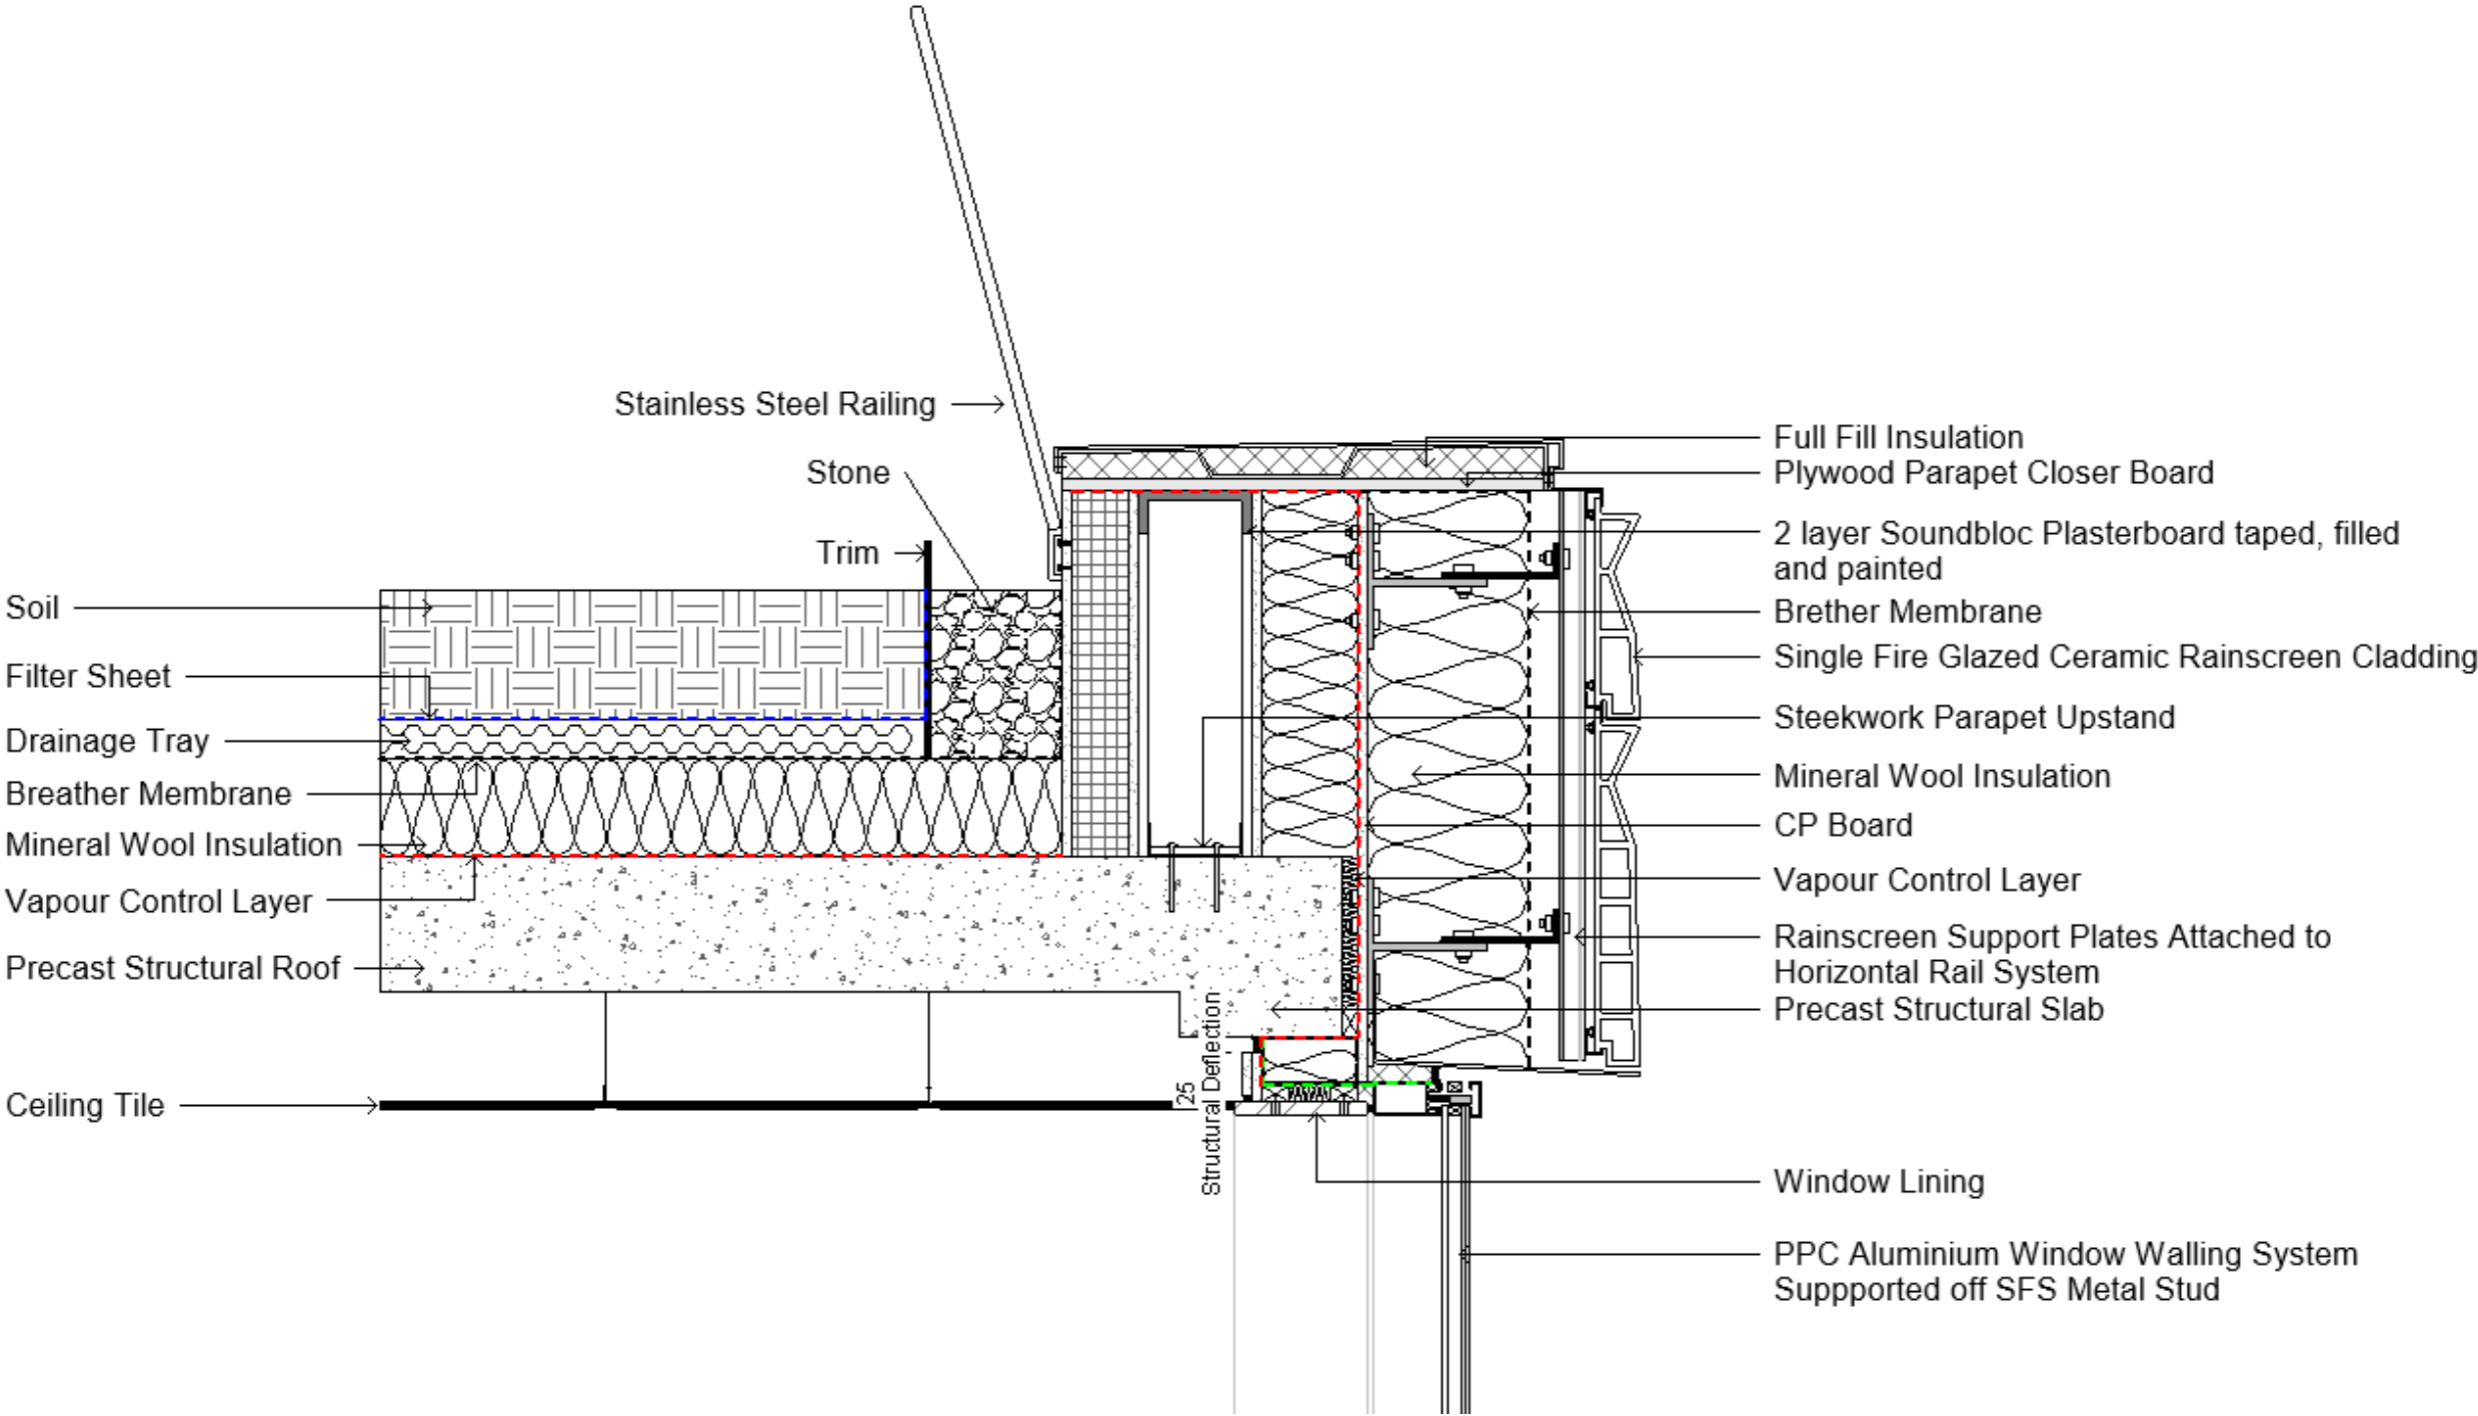 Stainless Steel Railing
Stone
Trim
Soil
Filter Sheet
Drainage Tray
Breather Membrane
Mineral Wool Insulation
Vapour Control Layer
Precast Structural Roof
Ceiling Tile
25
Structural Deflection
Full Fill Insulation
Plywood Parapet Closer Board
2 layer Soundbloc Plasterboard taped, filled
and painted
Brether Membrane
Single Fire Glazed Ceramic Rainscreen Cladding
Steekwork Parapet Upstand
Mineral Wool Insulation
CP Board
Vapour Control Layer
Rainscreen Support Plates Attached to
Horizontal Rail System
Precast Structural Slab
Window Lining
PPC Aluminium Window Walling System
Suppported off SFS Metal Stud